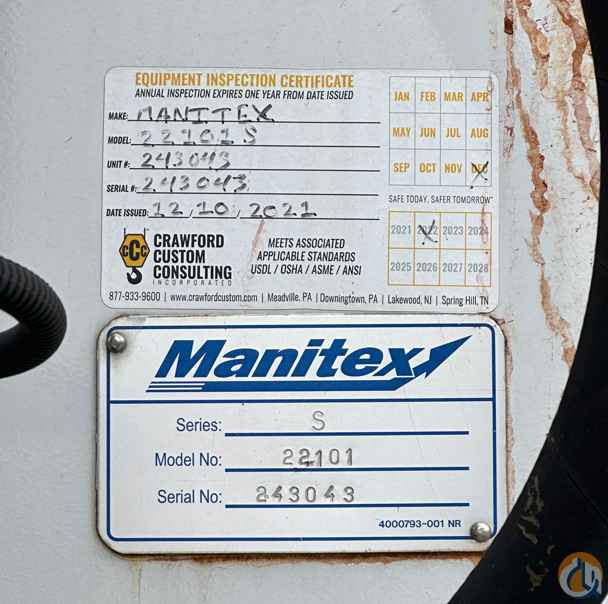 EQUIPMENT INSPECTION CERTIFICATE
ANNUAL INSPECTION EXPIRES ONE YEAR FROM DATE ISSUED
MAKE: MANITEX
MODEL: 22101S
UNIT #: 243043
SERIAL #: 243043
DATE ISSUED: 12/10/2021
JAN FEB MAR APR
MAY JUN JUL AUG
SEP OCT NOV DEC
SAFE TODAY, SAFER TOMORROW™
2021 2022 2023 2024
2025 2026 2027 2028
CCC
CRAWFORD
CUSTOM
CONSULTING
INCORPORATED
MEETS ASSOCIATED
APPLICABLE STANDARDS
USDL / OSHA / ASME / ANSI
877-933-9600 | www.crawfordcustom.com | Meadville, PA | Downingtown, PA | Lakewood, NJ | Spring Hill, TN
Manitex
Series: S
Model No: 22101
Serial No: 243043
4000793-001 NR